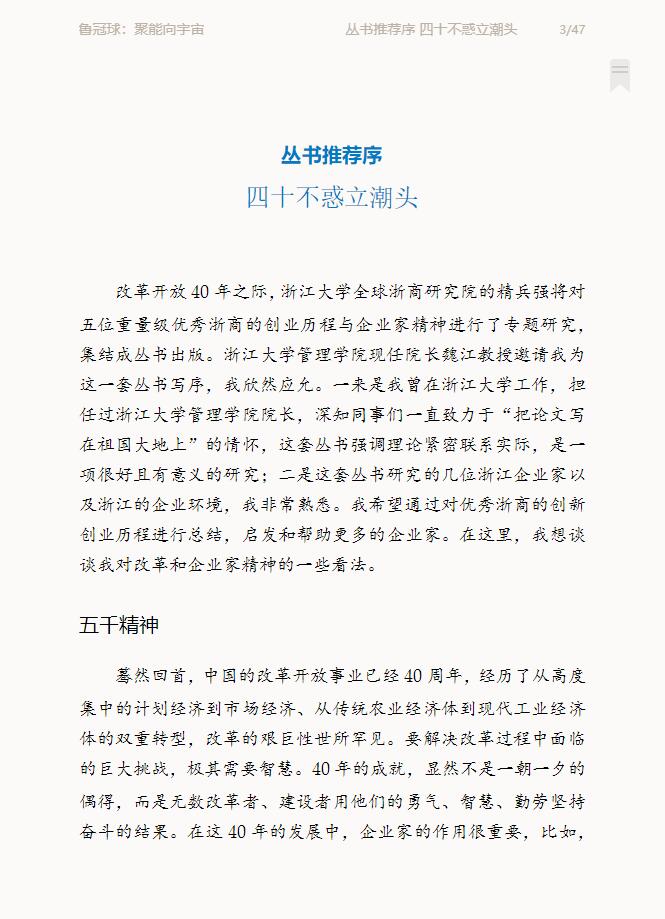 鲁冠球：聚能向宇宙
丛书推荐序 四十不惑立潮头
3/47
丛书推荐序
四十不惑立潮头
改革开放 40 年之际，浙江大学全球浙商研究院的精兵强将对
五位重量级优秀浙商的创业历程与企业家精神进行了专题研究，
集结成丛书出版。浙江大学管理学院现任院长魏江教授邀请我为
这一套丛书写序，我欣然应允。一来是我曾在浙江大学工作，担
任过浙江大学管理学院院长，深知同事们一直致力于“把论文写
在祖国大地上”的情怀，这套丛书强调理论紧密联系实际，是一
项很好且有意义的研究；二是这套丛书研究的几位浙江企业家以
及浙江的企业环境，我非常熟悉。我希望通过对优秀浙商的创新
创业历程进行总结，启发和帮助更多的企业家。在这里，我想谈
谈我对改革和企业家精神的一些看法。
五千精神
蓦然回首，中国的改革开放事业已经 40 周年，经历了从高度
集中的计划经济到市场经济、从传统农业经济体到现代工业经济
体的双重转型，改革的艰巨性世所罕见。要解决改革过程中面临
的巨大挑战，极其需要智慧。40 年的成就，显然不是一朝一夕的
偶得，而是无数改革者、建设者用他们的勇气、智慧、勤劳坚持
奋斗的结果。在这 40 年的发展中，企业家的作用很重要，比如，